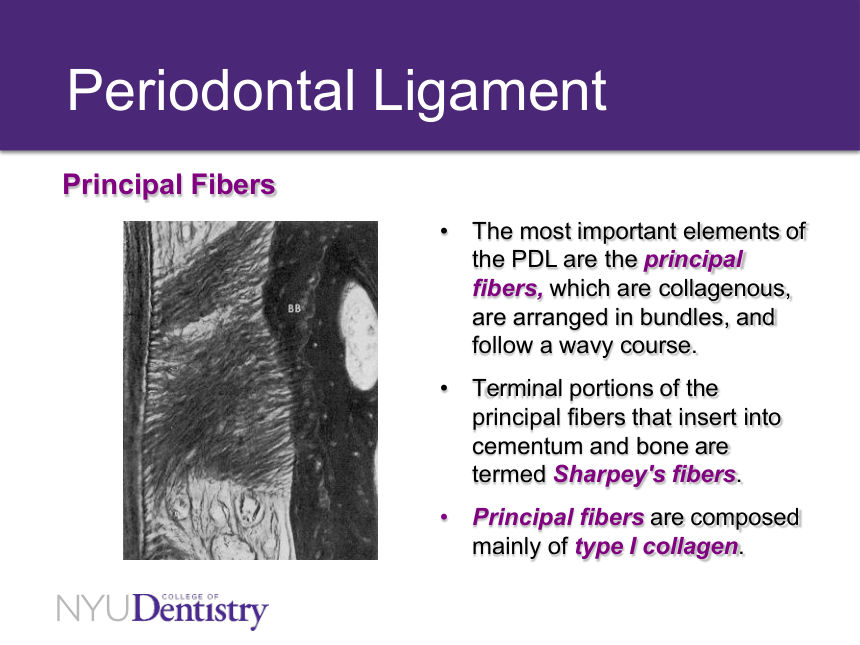 Periodontal Ligament
Principal Fibers
BB
• The most important elements of
the PDL are the principal
fibers, which are collagenous,
are arranged in bundles, and
follow a wavy course.
• Terminal portions of the
principal fibers that insert into
cementum and bone are
termed Sharpey's fibers.
• Principal fibers are composed
mainly of type I collagen.
NYU COLLEGE OF Dentistry